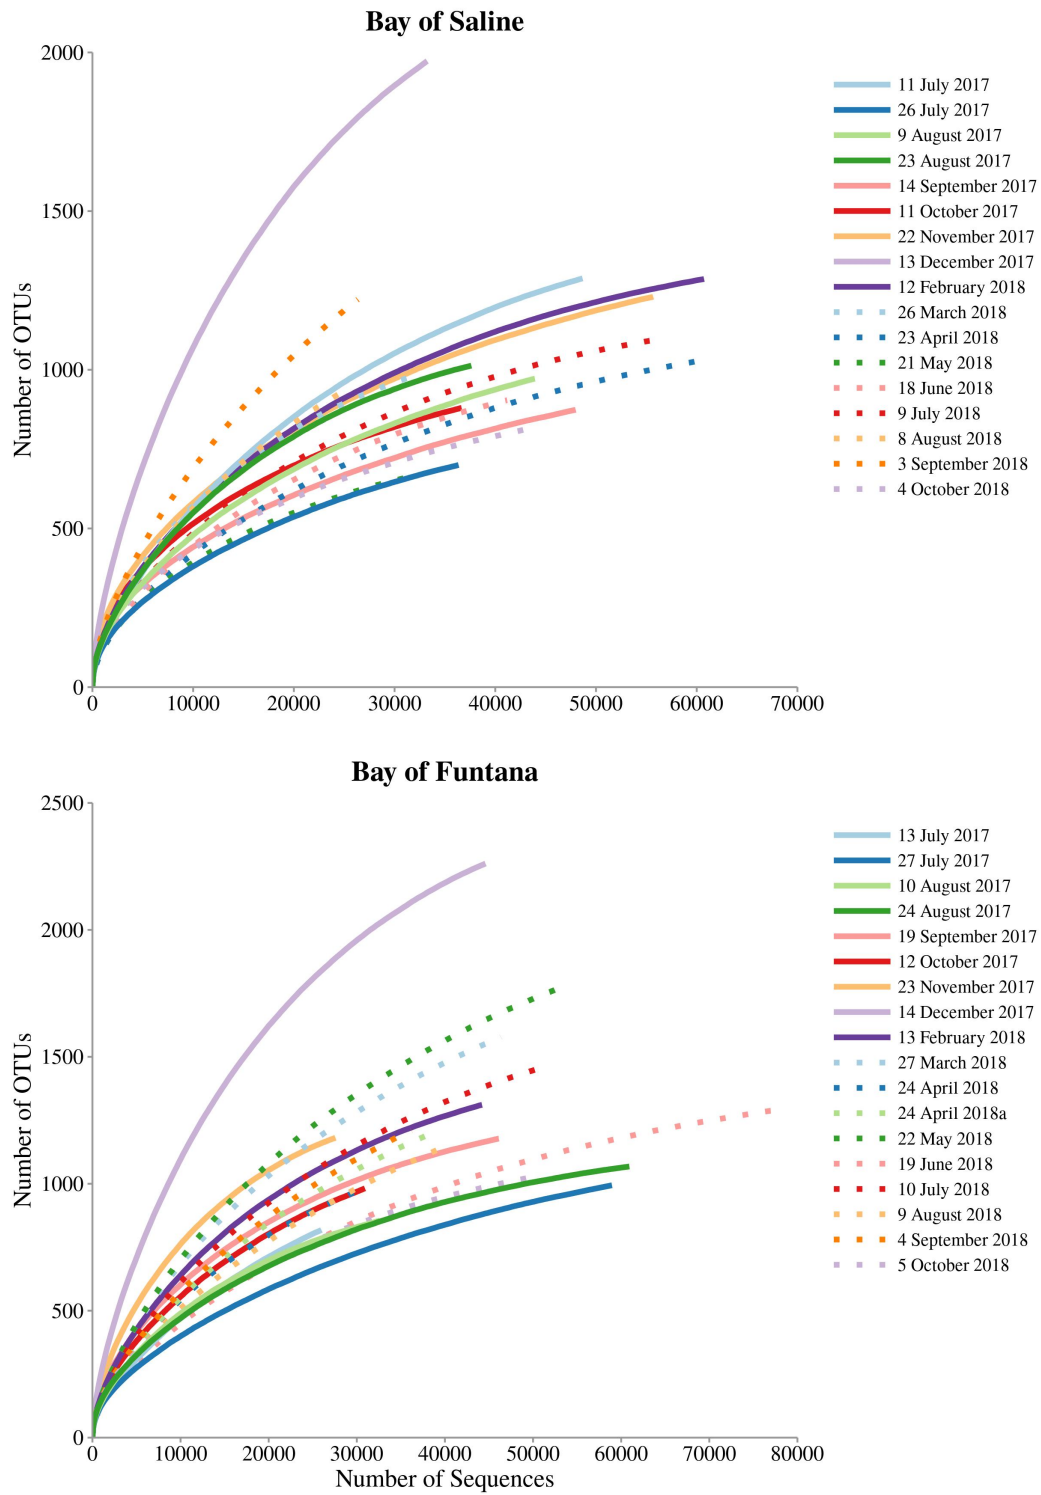 Bay of Saline
Number of OTUs
2000
1500
1000
500
0
0 10000 20000 30000 40000 50000 60000 70000
11 July 2017
26 July 2017
9 August 2017
23 August 2017
14 September 2017
11 October 2017
22 November 2017
13 December 2017
12 February 2018
26 March 2018
23 April 2018
21 May 2018
18 June 2018
9 July 2018
8 August 2018
3 September 2018
4 October 2018
Bay of Funtana
Number of OTUs
2500
2000
1500
1000
500
0
0 10000 20000 30000 40000 50000 60000 70000 80000
Number of Sequences
13 July 2017
27 July 2017
10 August 2017
24 August 2017
19 September 2017
12 October 2017
23 November 2017
14 December 2017
13 February 2018
27 March 2018
24 April 2018
24 April 2018a
22 May 2018
19 June 2018
10 July 2018
9 August 2018
4 September 2018
5 October 2018